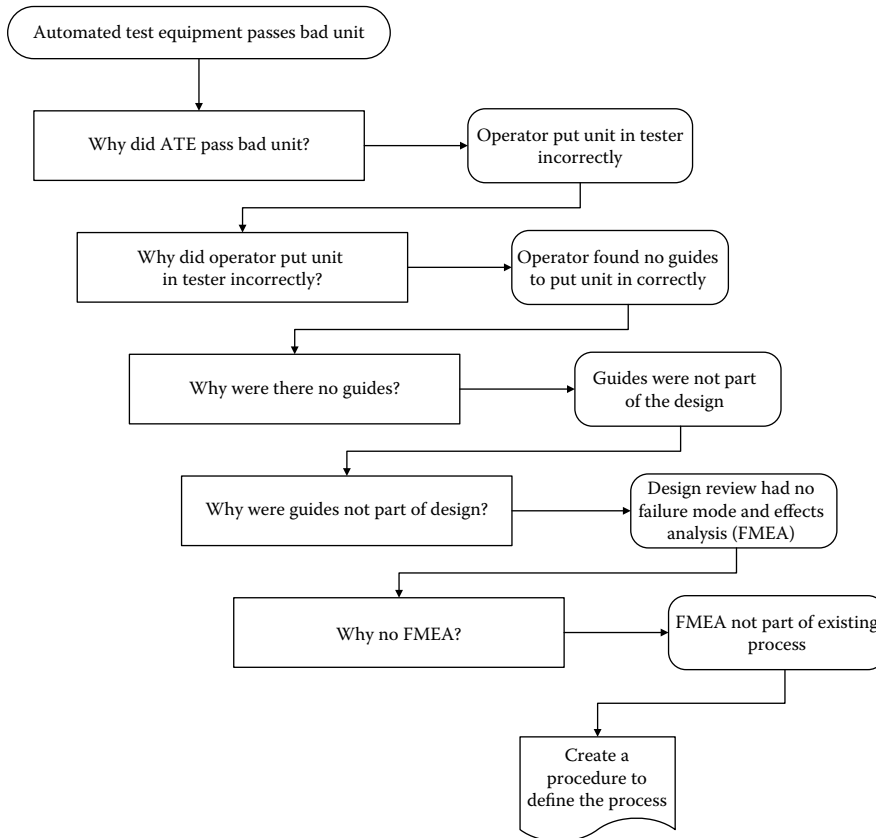 Automated test equipment passes bad unit
Why did ATE pass bad unit?
Operator put unit in tester
incorrectly
Why did operator put unit
in tester incorrectly?
Operator found no guides
to put unit in correctly
Why were there no guides?
Guides were not part
of the design
Why were guides not part of design?
Design review had no
failure mode and effects
analysis (FMEA)
Why no FMEA?
FMEA not part of existing
process
Create a
procedure to
define the process